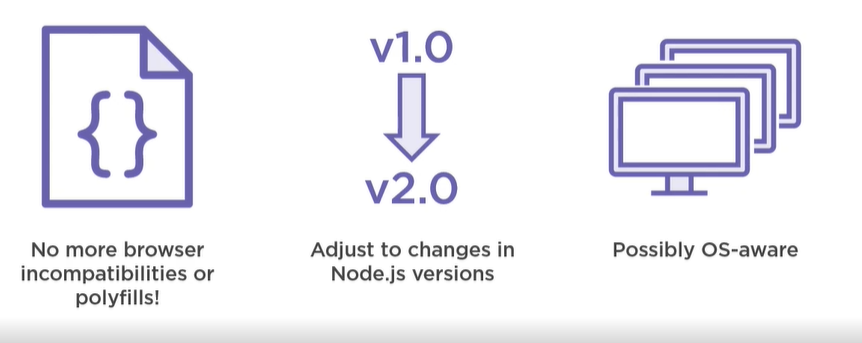 { }
v1.0
v2.0
No more browser
incompatibilities or
polyfills!
Adjust to changes in
Node.js versions
Possibly OS-aware